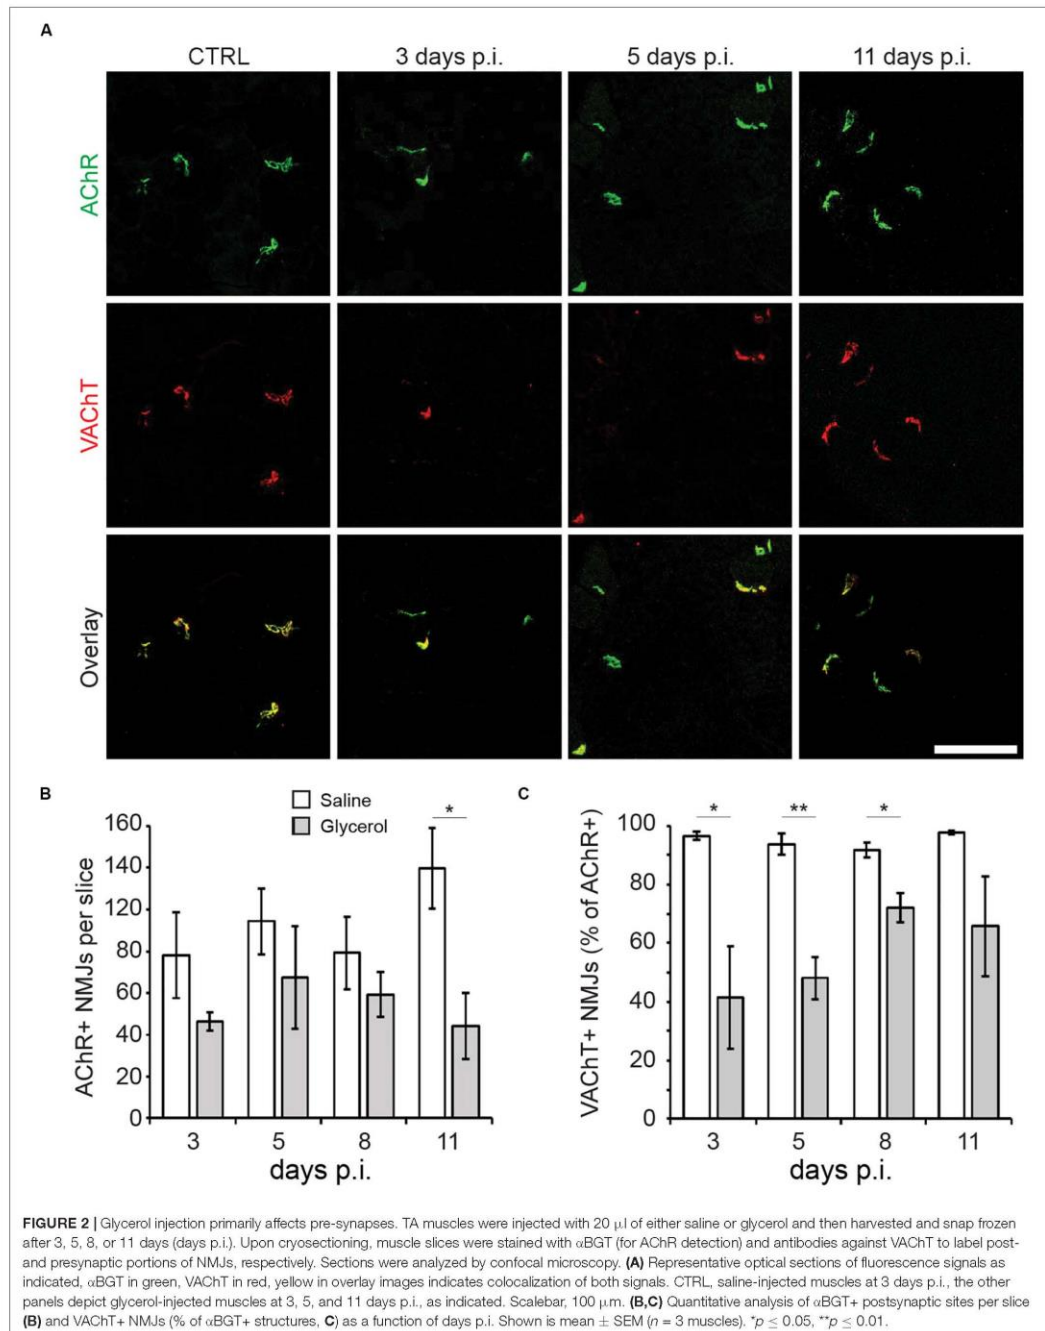 A
CTRL
3 days p.i.
5 days p.i.
11 days p.i.
AChR
VAChT
Overlay
B
Saline
Glycerol
*
AChR+ NMJs per slice
160
140
120
100
80
60
40
20
0
3
5
8
11
days p.i.
C
*
**
*
VAChT+ NMJs (% of AChR+)
100
80
60
40
20
0
3
5
8
11
days p.i.
FIGURE 2 | Glycerol injection primarily affects pre-synapses. TA muscles were injected with 20 μl of either saline or glycerol and then harvested and snap frozen
after 3, 5, 8, or 11 days (days p.i.). Upon cryosectioning, muscle slices were stained with αBGT (for AChR detection) and antibodies against VAChT to label post-
and presynaptic portions of NMJs, respectively. Sections were analyzed by confocal microscopy. (A) Representative optical sections of fluorescence signals as
indicated, αBGT in green, VAChT in red, yellow in overlay images indicates colocalization of both signals. CTRL, saline-injected muscles at 3 days p.i., the other
panels depict glycerol-injected muscles at 3, 5, and 11 days p.i., as indicated. Scalebar, 100 μm. (B,C) Quantitative analysis of αBGT+ postsynaptic sites per slice
(B) and VAChT+ NMJs (% of αBGT+ structures, C) as a function of days p.i. Shown is mean ± SEM (n = 3 muscles). *p ≤ 0.05, **p ≤ 0.01.